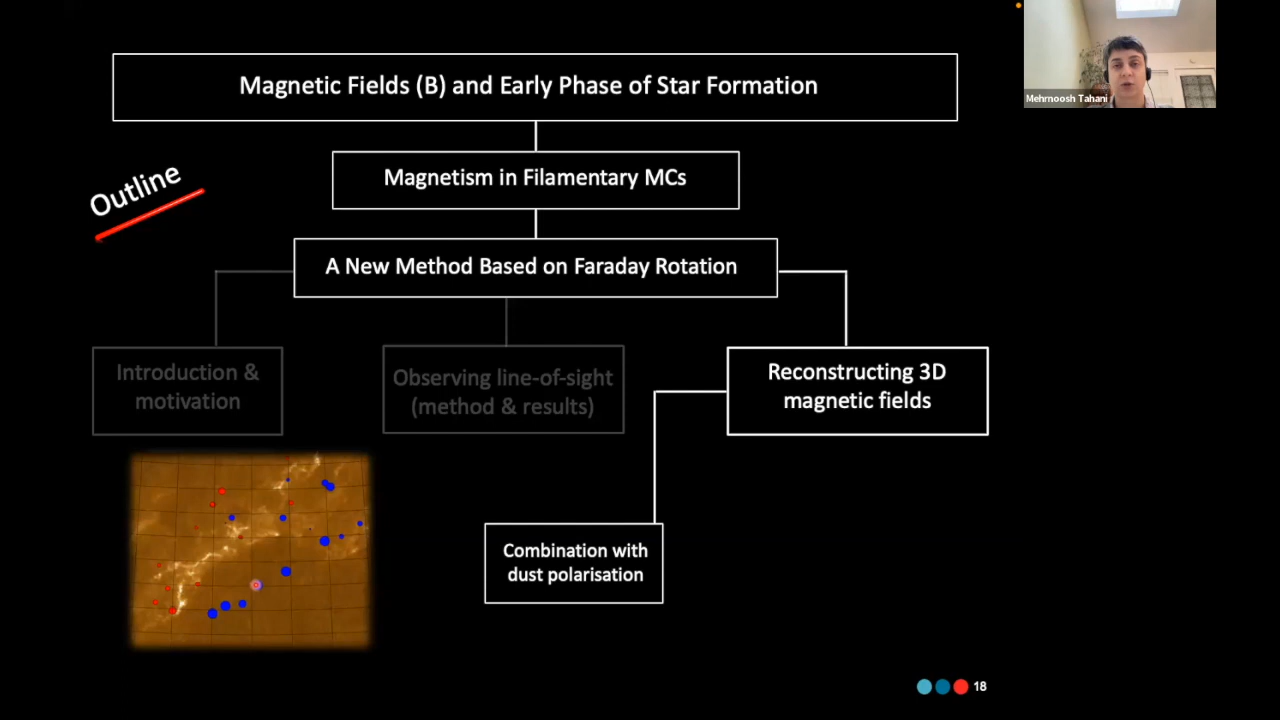 Magnetic Fields (B) and Early Phase of Star Formation
Mehrnoosh Tahani
Outline
Magnetism in Filamentary MCs
A New Method Based on Faraday Rotation
Introduction &
motivation
Observing line-of-sight
(method & results)
Reconstructing 3D
magnetic fields
Combination with
dust polarisation
18